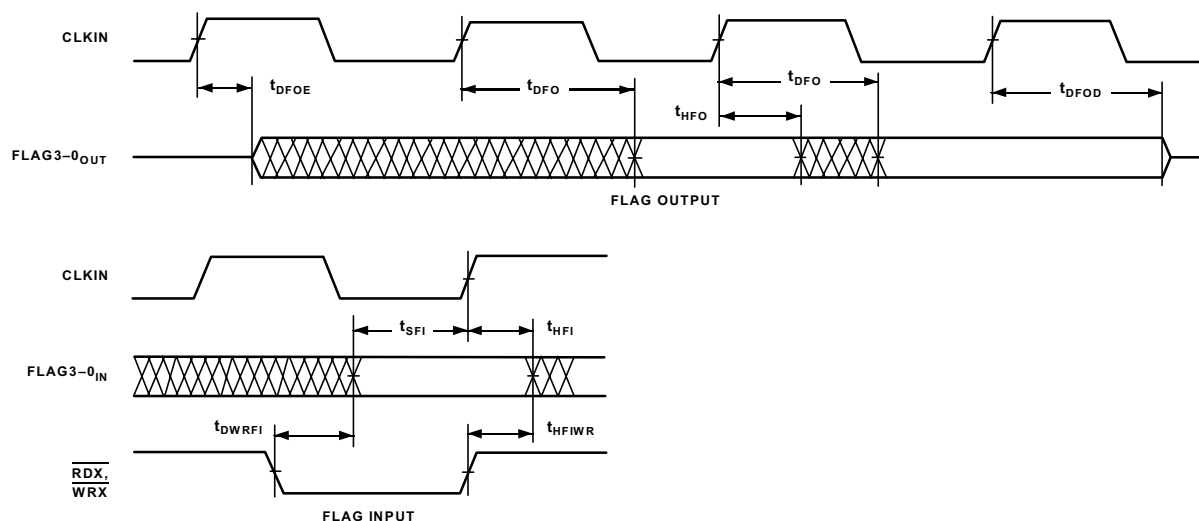 CLKIN
tDFOE
tDFO
tDFO
tHFO
tDFOD
FLAG3–0OUT
FLAG OUTPUT
CLKIN
tSFI
tHFI
FLAG3–0IN
tDWRFI
tHFIWR
RDX,
WRX
FLAG INPUT